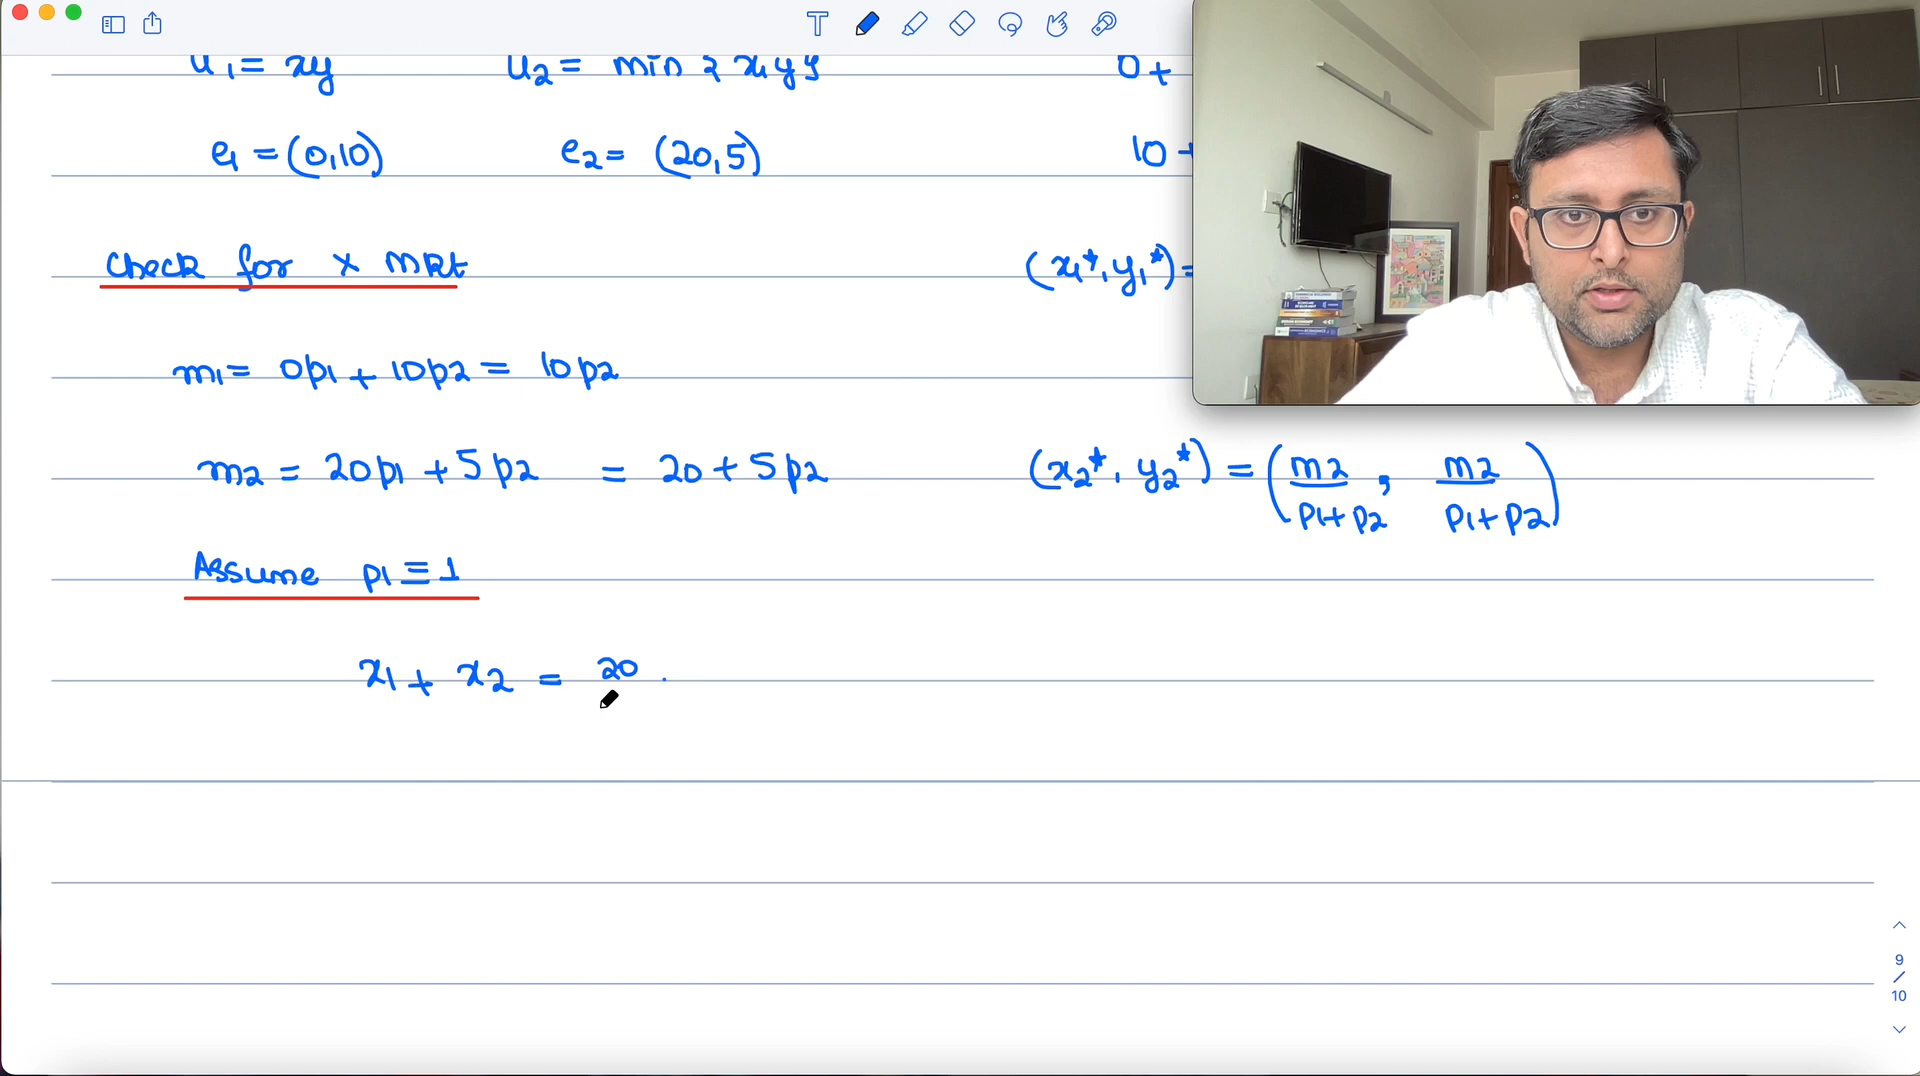 u1 = xy u2 = min { x, y }
0 +
e1 = (0,10) e2 = (20,5)
10 +
Check for x mkt
(x1*, y1*) =
m1 = 0p1 + 10p2 = 10p2
m2 = 20p1 + 5p2 = 20 + 5p2
(x2*, y2*) = (m2/p1+p2, m2/p1+p2)
Assume p1 ≡ 1
x1 + x2 = 20
9
/
10